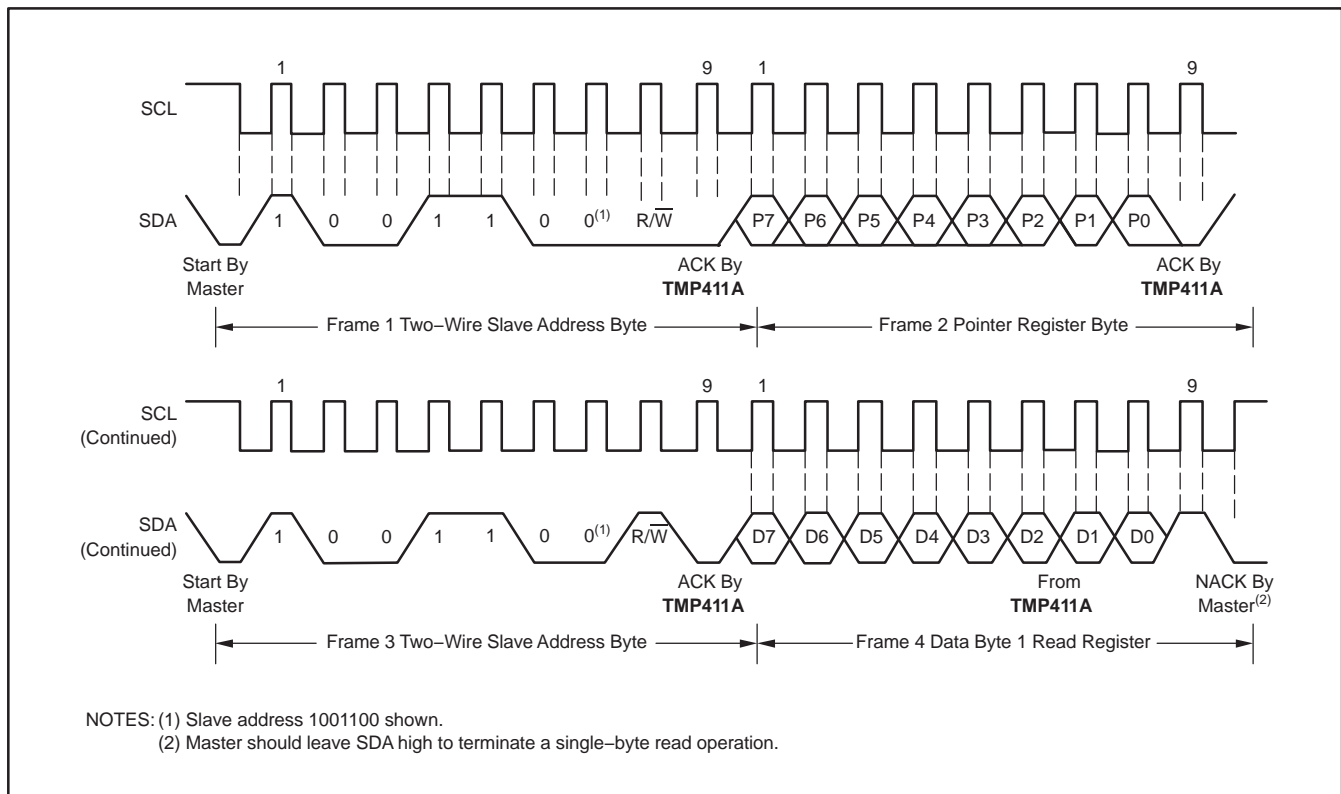 1 9 1 9
SCL
SDA 1 0 0 1 1 0 0(1) R/W̅ P7 P6 P5 P4 P3 P2 P1 P0
Start By Master
ACK By TMP411A
ACK By TMP411A
Frame 1 Two−Wire Slave Address Byte
Frame 2 Pointer Register Byte
1 9 1 9
SCL (Continued)
SDA (Continued) 1 0 0 1 1 0 0(1) R/W̅ D7 D6 D5 D4 D3 D2 D1 D0
Start By Master
ACK By TMP411A
From TMP411A
NACK By Master(2)
Frame 3 Two−Wire Slave Address Byte
Frame 4 Data Byte 1 Read Register
NOTES: (1) Slave address 1001100 shown.
(2) Master should leave SDA high to terminate a single−byte read operation.